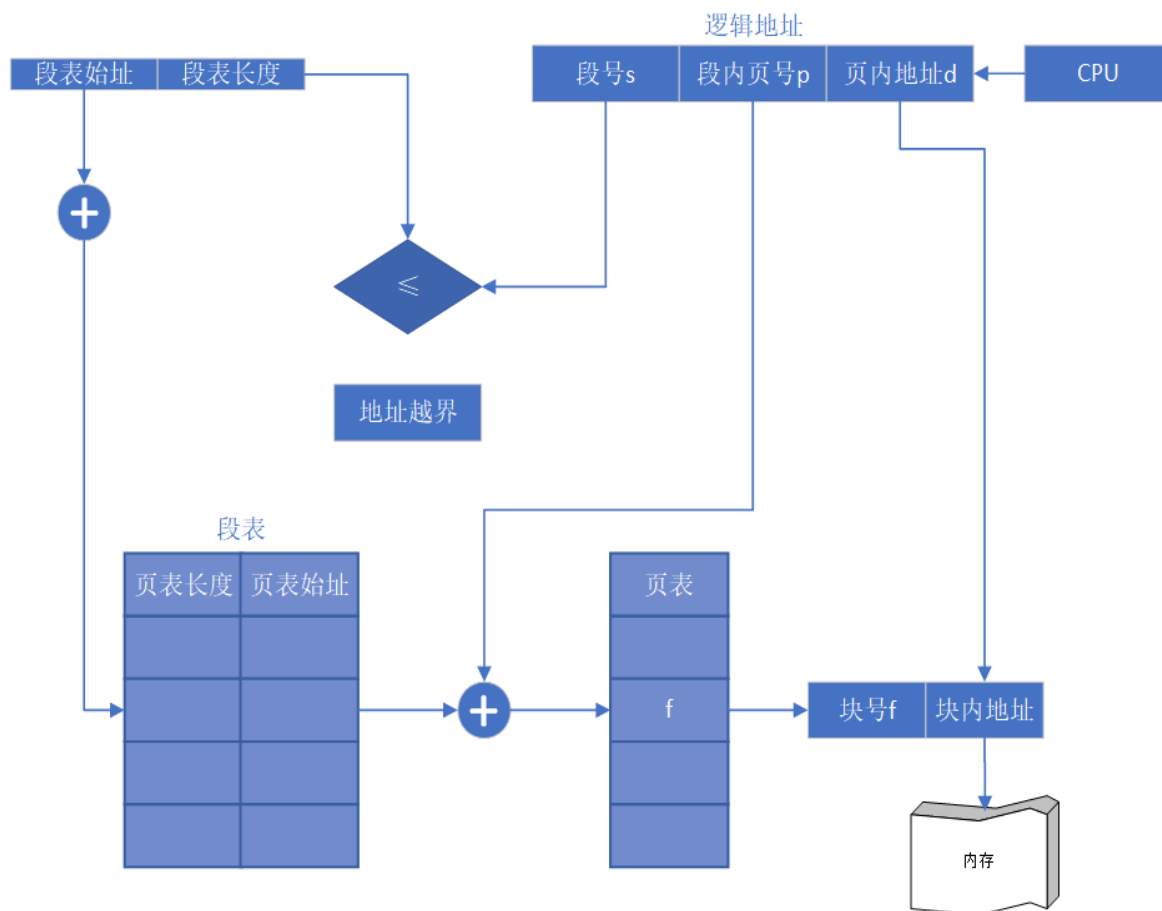 逻辑地址
段表始址 段表长度
段号s 段内页号p 页内地址d
CPU
+
≤
地址越界
段表
页表长度 页表始址
页表
f
+
块号f 块内地址
内存